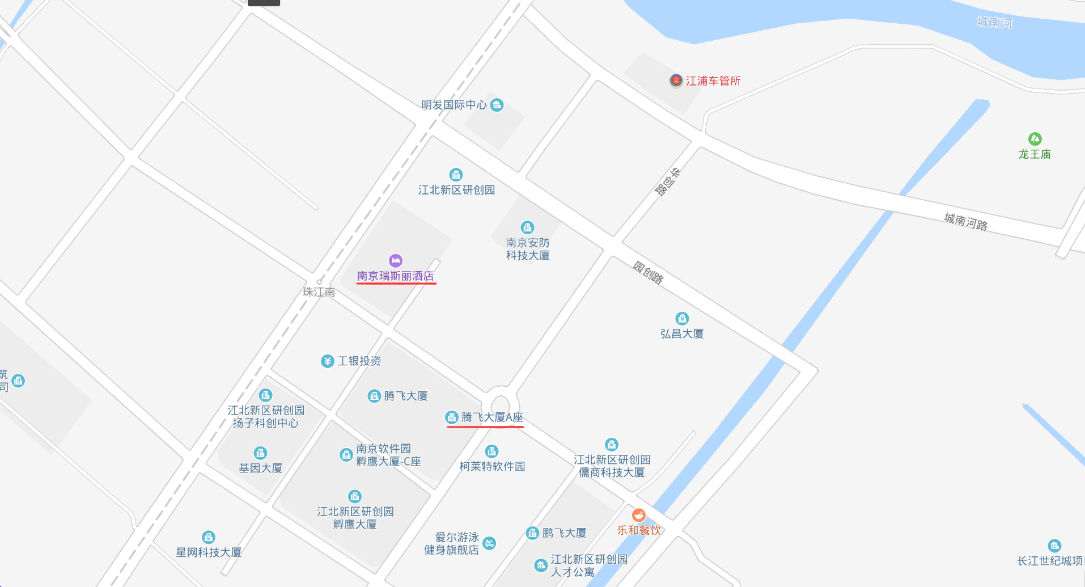 城南河
江浦车管所
明发国际中心
龙王庙
华创路
江北新区研创园
城南河路
南京安防
科技大厦
南京瑞斯丽酒店
园创路
珠江南
弘昌大厦
工银投资
筑
司
腾飞大厦
江北新区研创园
扬子科创中心
腾飞大厦A座
南京软件园
孵鹰大厦-C座
基因大厦
柯莱特软件园
江北新区研创园
儒商科技大厦
江北新区研创园
孵鹰大厦
乐和餐饮
鹏飞大厦
爱尔游泳
健身旗舰店
星网科技大厦
江北新区研创园
人才公寓
长江世纪城项